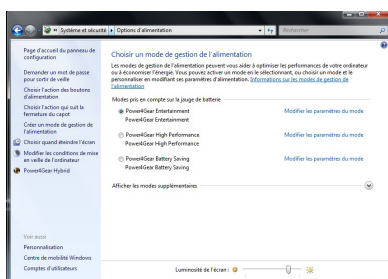 Système et sécurité ▸ Options d'alimentation
Rechercher
Page d'accueil du panneau de
configuration
Demander un mot de passe
pour sortir de veille
Choisir l'action des boutons
d'alimentation
Choisir l'action qui suit la
fermeture du capot
Créer un mode de gestion de
l'alimentation
Choisir quand éteindre l'écran
Modifier les conditions de mise
en veille de l'ordinateur
Power4Gear Hybrid
Voir aussi
Personnalisation
Centre de mobilité Windows
Comptes d'utilisateurs
Choisir un mode de gestion de l'alimentation
Les modes de gestion de l'alimentation peuvent vous aider à optimiser les performances de votre ordinateur
ou à économiser l'énergie. Vous pouvez activer un mode en le sélectionnant, ou choisir un mode et le
personnaliser en modifiant ses paramètres d'alimentation. Informations sur les modes de gestion de
l'alimentation
Modes pris en compte sur la jauge de batterie
Power4Gear Entertainment Modifier les paramètres du mode
Power4Gear Entertainment
Power4Gear High Performance Modifier les paramètres du mode
Power4Gear High Performance
Power4Gear Battery Saving Modifier les paramètres du mode
Power4Gear Battery Saving
Afficher les modes supplémentaires
Luminosité de l'écran :